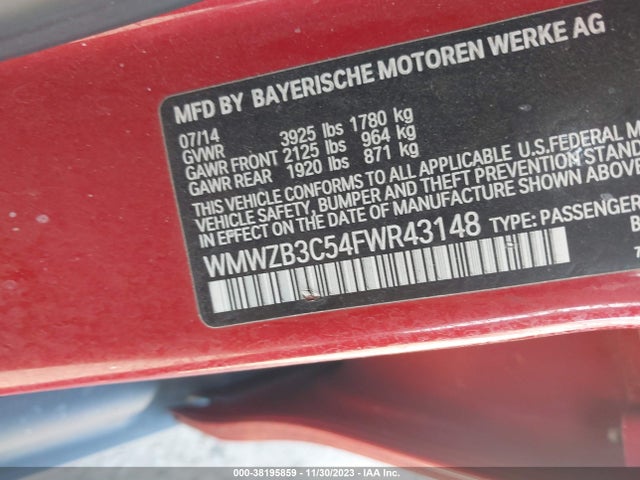 MFD BY BAYERISCHE MOTOREN WERKE AG
07/14
GVWR 3925 lbs 1780 kg
GAWR FRONT 2125 lbs 964 kg
GAWR REAR 1920 lbs 871 kg
THIS VEHICLE CONFORMS TO ALL APPLICABLE U.S.FEDERAL M
VEHICLE SAFETY, BUMPER AND THEFT PREVENTION STAND
IN EFFECT ON THE DATE OF MANUFACTURE SHOWN ABOVE
WMWZB3C54FWR43148 TYPE: PASSENGER
000-38195859 - 11/30/2023 - IAA Inc.